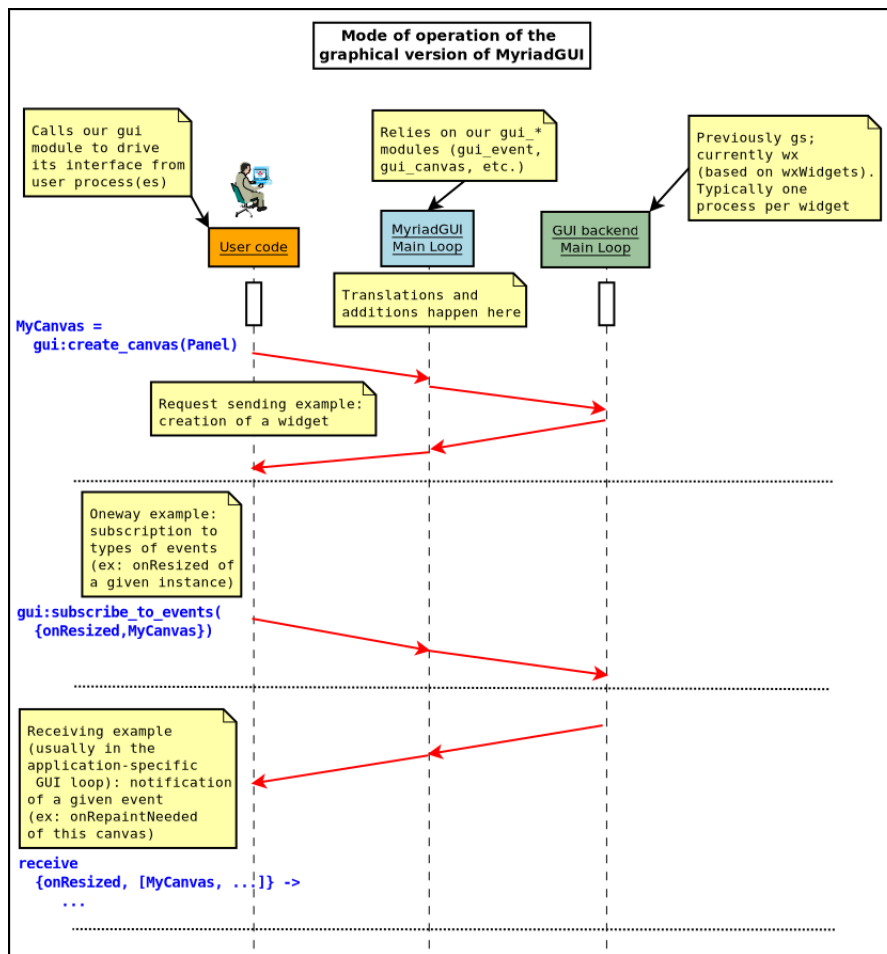 Mode of operation of the
graphical version of MyriadGUI
Calls our gui
module to drive
its interface from
user process(es)
Relies on our gui_*
modules (gui_event,
gui_canvas, etc.)
Previously gs;
currently wx
(based on wxWidgets).
Typically one
process per widget
User code
MyriadGUI
Main Loop
GUI backend
Main Loop
Translations and
additions happen here
MyCanvas =
gui:create_canvas(Panel)
Request sending example:
creation of a widget
Oneway example:
subscription to
types of events
(ex: onResized of
a given instance)
gui:subscribe_to_events(
{onResized,MyCanvas})
Receiving example
(usually in the
application-specific
GUI loop): notification
of a given event
(ex: onRepaintNeeded
of this canvas)
receive
{onResized, [MyCanvas, ...]} ->
...